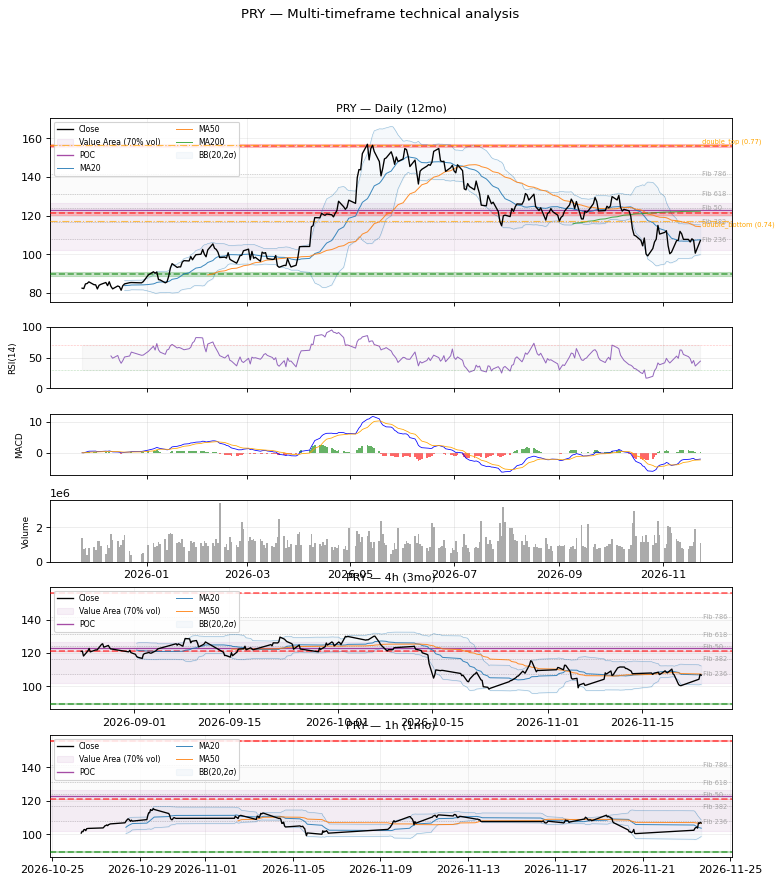 PRY — Multi-timeframe technical analysis
PRY — Daily (12mo)
Close
Value Area (70% vol)
POC
MA20
MA50
MA200
BB(20,2σ)
160
140
120
100
80
double_top (0.77)
Fib 786
Fib 618
Fib 50
Fib 382
double_bottom (0.74)
Fib 236
RSI(14)
100
50
0
MACD
10
0
1e6
Volume
2
0
2026-01
2026-03
2026-05
2026-07
2026-09
2026-11
PRY — 4h (3mo)
Close
Value Area (70% vol)
POC
MA20
MA50
BB(20,2σ)
140
120
100
Fib 786
Fib 618
Fib 50
Fib 382
Fib 236
2026-09-01
2026-09-15
2026-10-01
2026-10-15
2026-11-01
2026-11-15
PRY — 1h (1mo)
Close
Value Area (70% vol)
POC
MA20
MA50
BB(20,2σ)
140
120
100
Fib 786
Fib 618
Fib 50
Fib 382
Fib 236
2026-10-25
2026-10-29
2026-11-01
2026-11-05
2026-11-09
2026-11-13
2026-11-17
2026-11-21
2026-11-25